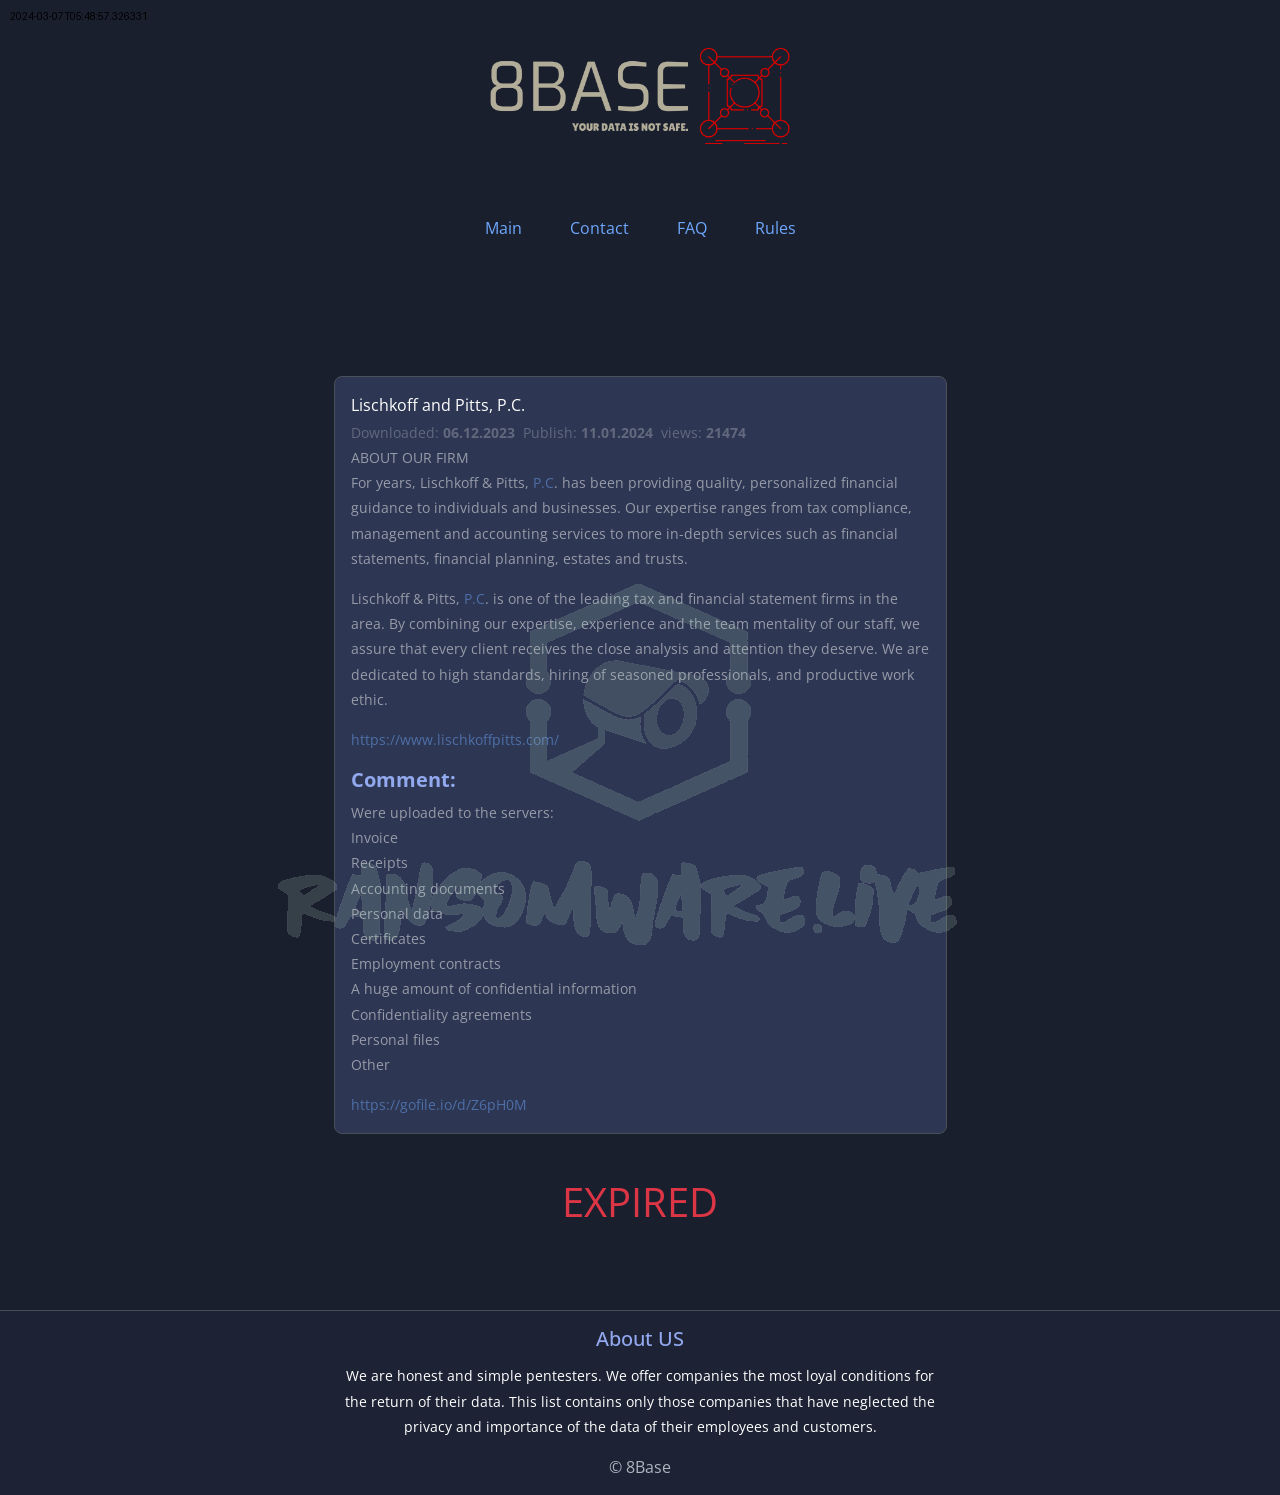 2024-03-07T05:48:57.326331
8BASE
YOUR DATA IS NOT SAFE.
Main Contact FAQ Rules
Lischkoff and Pitts, P.C.
Downloaded: 06.12.2023 Publish: 11.01.2024 views: 21474
ABOUT OUR FIRM
For years, Lischkoff & Pitts, P.C. has been providing quality, personalized financial
guidance to individuals and businesses. Our expertise ranges from tax compliance,
management and accounting services to more in-depth services such as financial
statements, financial planning, estates and trusts.
Lischkoff & Pitts, P.C. is one of the leading tax and financial statement firms in the
area. By combining our expertise, experience and the team mentality of our staff, we
assure that every client receives the close analysis and attention they deserve. We are
dedicated to high standards, hiring of seasoned professionals, and productive work
ethic.
https://www.lischkoffpitts.com/
Comment:
Were uploaded to the servers:
Invoice
Receipts
Accounting documents
RANSOMWARE.LIVE
Personal data
Certificates
Employment contracts
A huge amount of confidential information
Confidentiality agreements
Personal files
Other
https://gofile.io/d/Z6pH0M
EXPIRED
About US
We are honest and simple pentesters. We offer companies the most loyal conditions for
the return of their data. This list contains only those companies that have neglected the
privacy and importance of the data of their employees and customers.
© 8Base